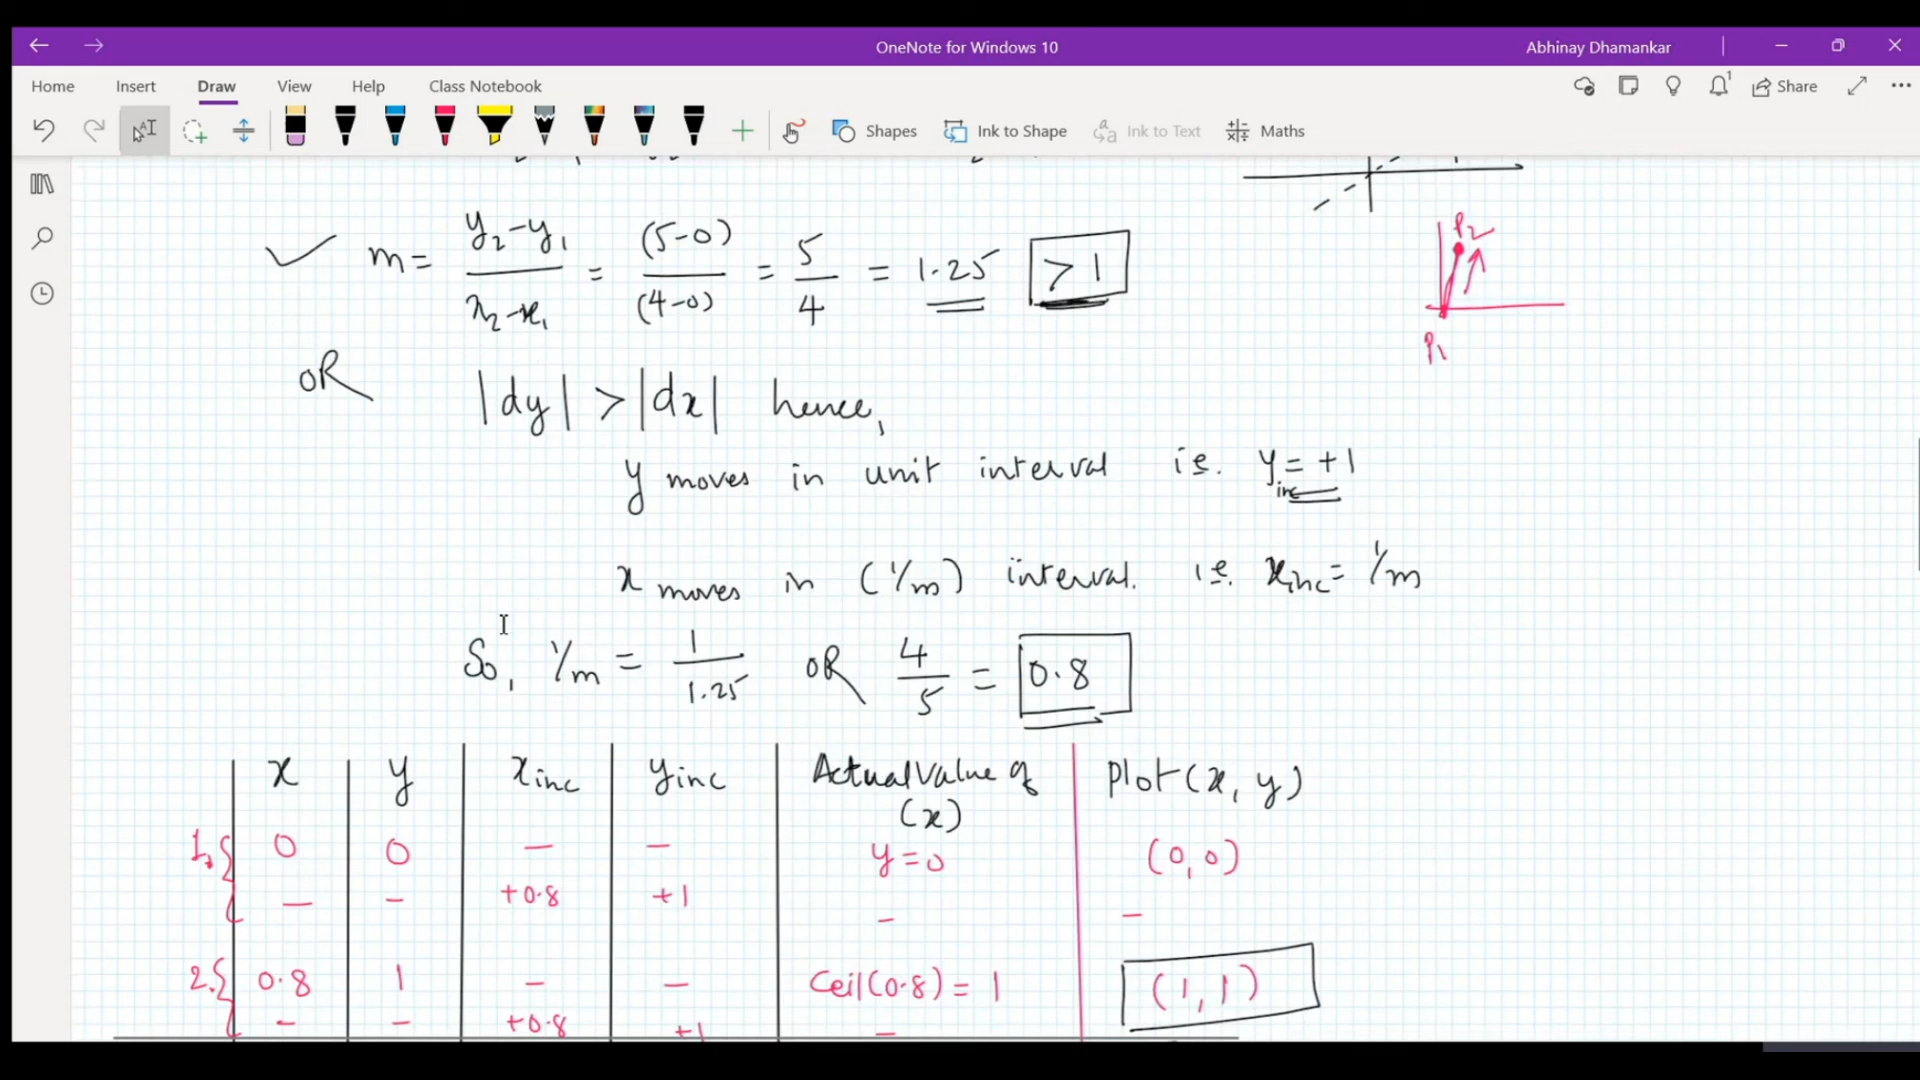 OneNote for Windows 10
Abhinay Dhamankar
Home Insert Draw View Help Class Notebook
Share
Shapes Ink to Shape Ink to Text Maths
m = y2-y1 / x2-x1 = (5-0) / (4-0) = 5 / 4 = 1.25 > 1
P2
P1
OR |dy| > |dx| hence,
y moves in unit interval i.e. y inc = +1
x moves in (1/m) interval. i.e. xinc = 1/m
So, 1/m = 1 / 1.25 OR 4 / 5 = 0.8
x y xinc yinc Actual Value of (x) Plot(x, y)
1. 0 0 — — y = 0 (0, 0)
— - +0.8 +1 - -
2. 0.8 1 — — Ceil(0.8) = 1 (1, 1)
- - +0.8 +1 -